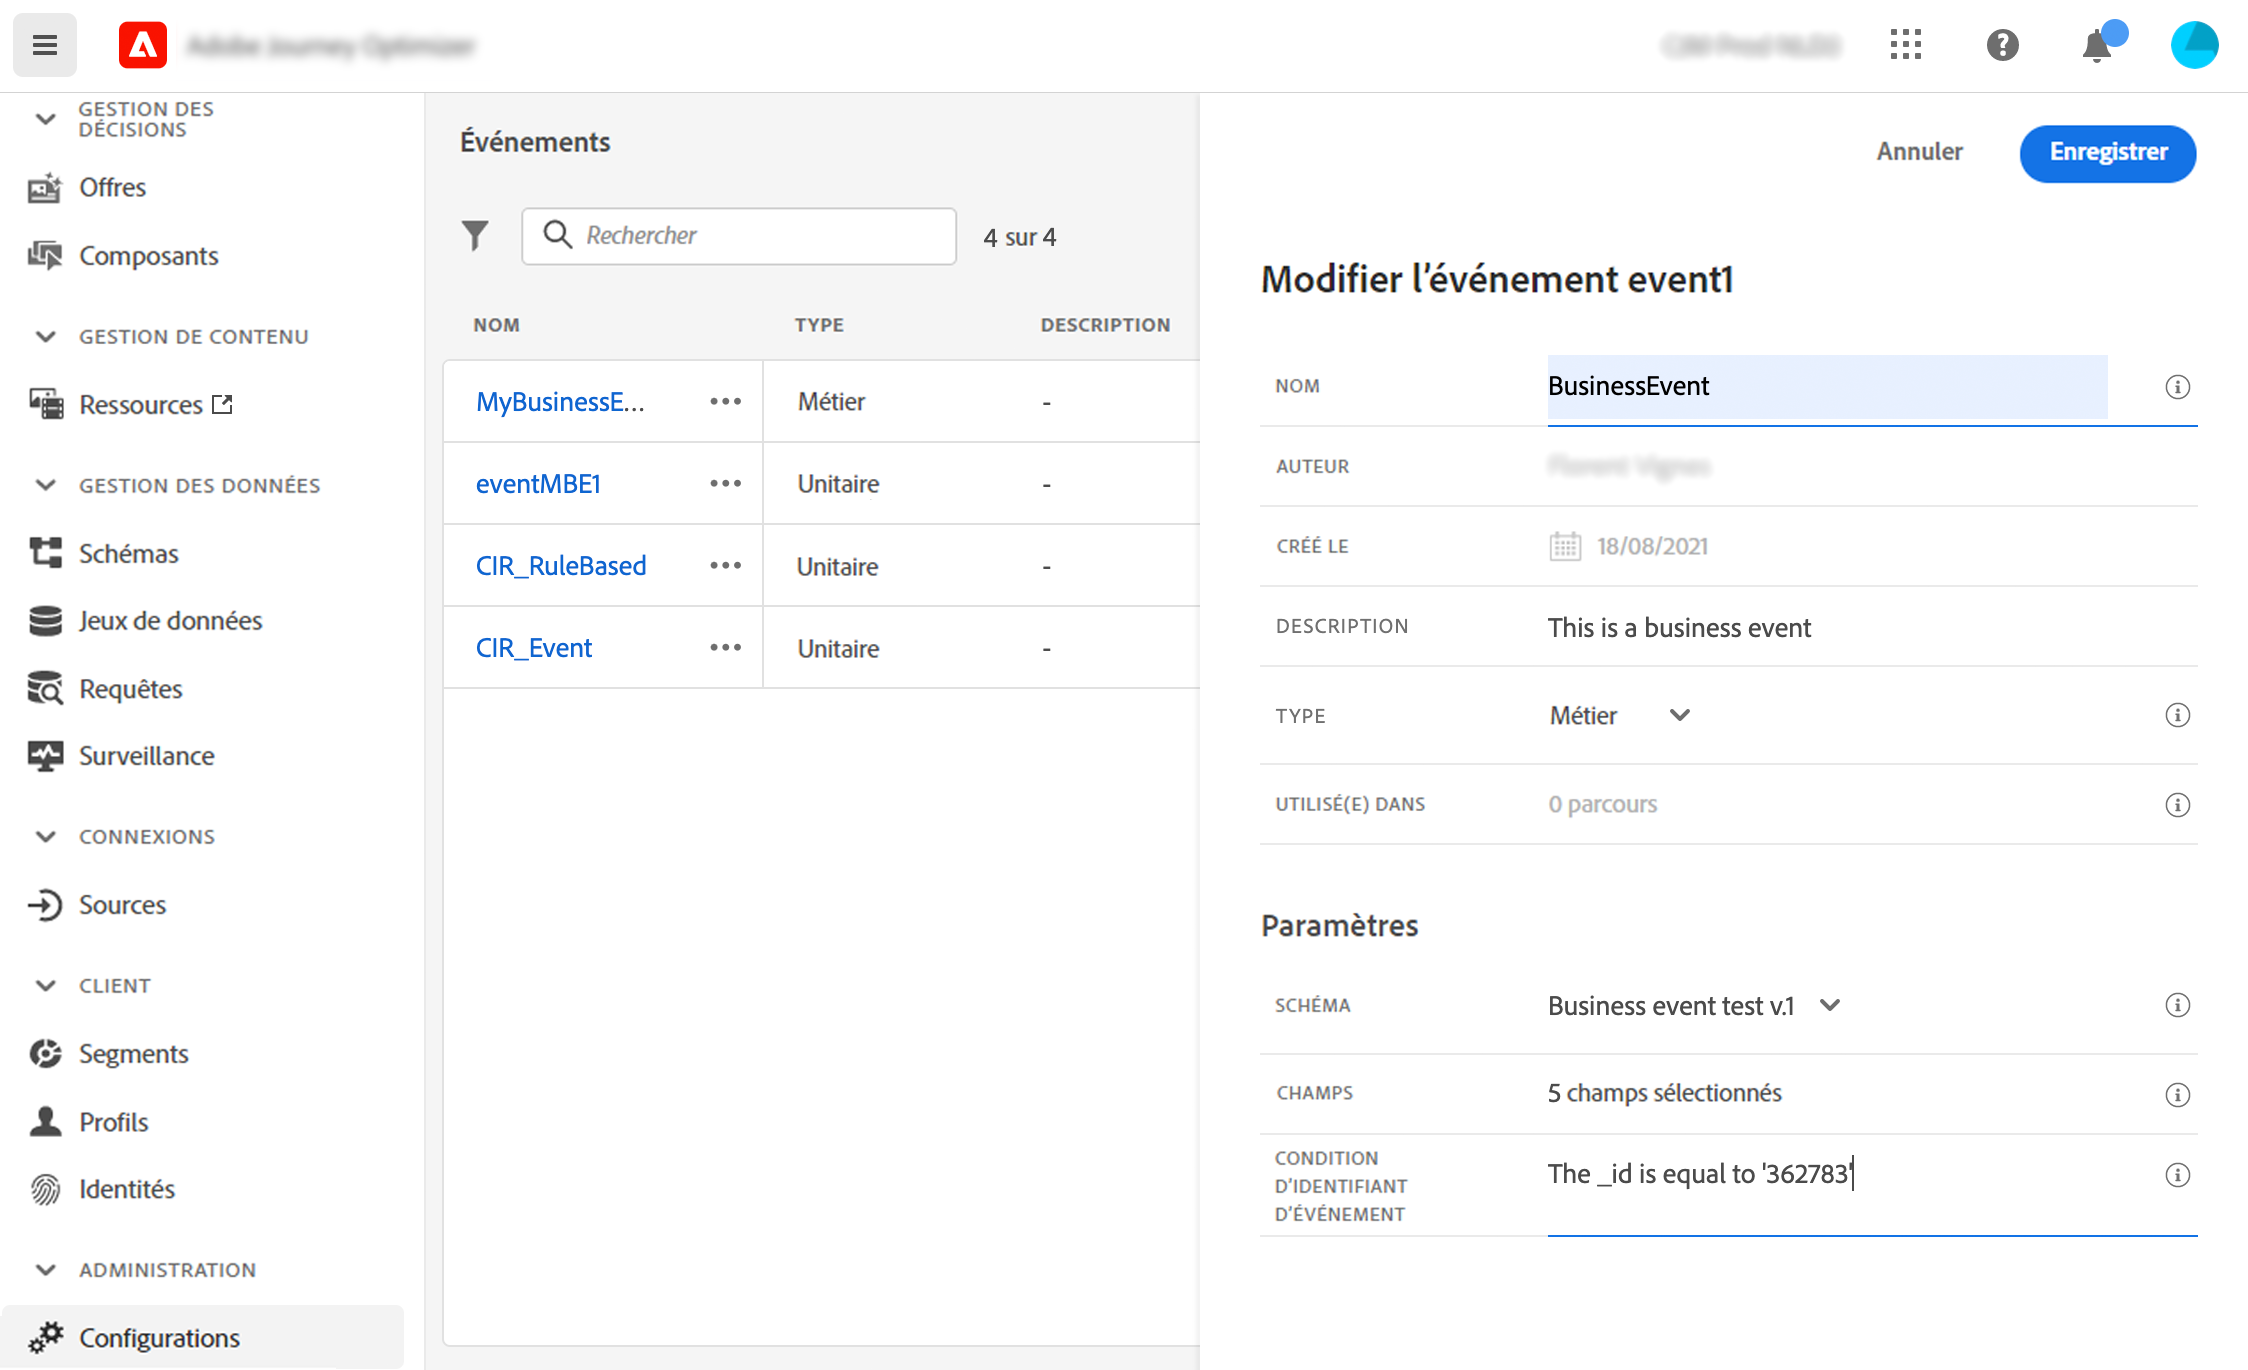 GESTION DES
DÉCISIONS
Offres
Composants
GESTION DE CONTENU
Ressources
GESTION DES DONNÉES
Schémas
Jeux de données
Requêtes
Surveillance
CONNEXIONS
Sources
CLIENT
Segments
Profils
Identités
ADMINISTRATION
Configurations
Événements
Rechercher
4 sur 4
NOM TYPE DESCRIPTION
MyBusinessE... ••• Métier -
eventMBE1 ••• Unitaire -
CIR_RuleBased ••• Unitaire -
CIR_Event ••• Unitaire -
Annuler
Enregistrer
Modifier l’événement event1
NOM BusinessEvent
AUTEUR
CRÉÉ LE 18/08/2021
DESCRIPTION This is a business event
TYPE Métier
UTILISÉ(E) DANS 0 parcours
Paramètres
SCHÉMA Business event test v.1
CHAMPS 5 champs sélectionnés
CONDITION
D’IDENTIFIANT
D’ÉVÉNEMENT
The _id is equal to '362783'